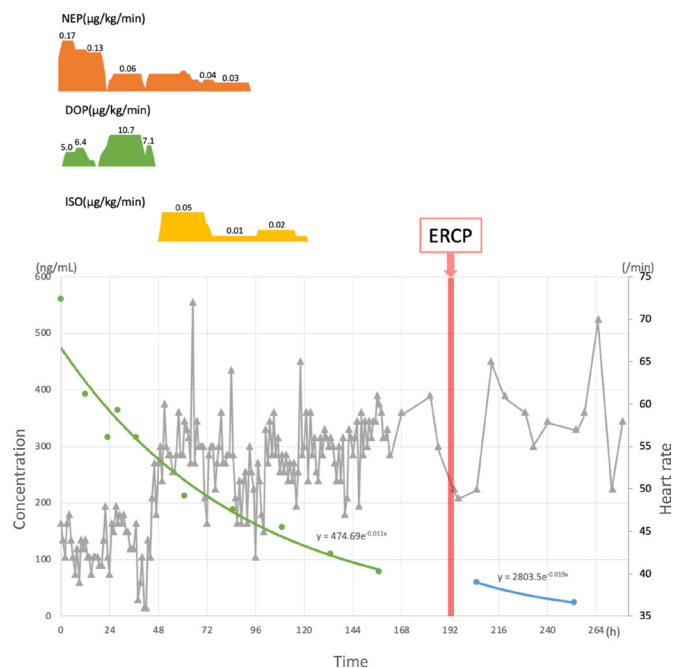 NEP(μg/kg/min)
0.17
0.13
0.06
0.04
0.03
DOP(μg/kg/min)
5.0
6.4
10.7
7.1
ISO(μg/kg/min)
0.05
0.01
0.02
ERCP
(ng/mL)
(/min)
600
500
400
300
200
100
0
Concentration
75
70
65
60
55
50
45
40
35
Heart rate
y = 474.69e^-0.011x
y = 2803.5e^-0.019x
0 24 48 72 96 120 144 168 192 216 240 264 (h)
Time